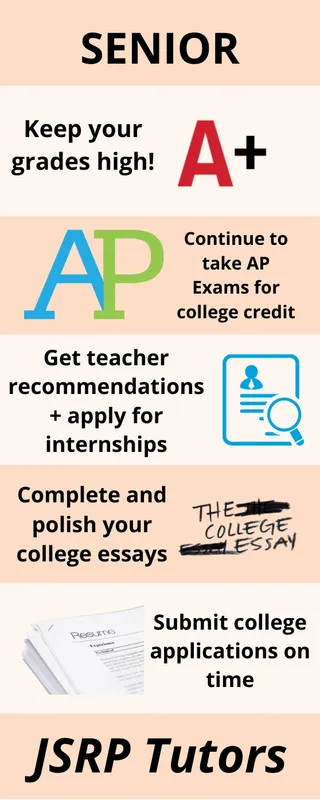 SENIOR
Keep your
grades high!
A+
AP
Continue to
take AP
Exams for
college credit
Get teacher
recommendations
+ apply for
internships
Complete and
polish your
college essays
THE
COLLEGE
ESSAY
Resume
Experience
Submit college
applications on
time
JSRP Tutors